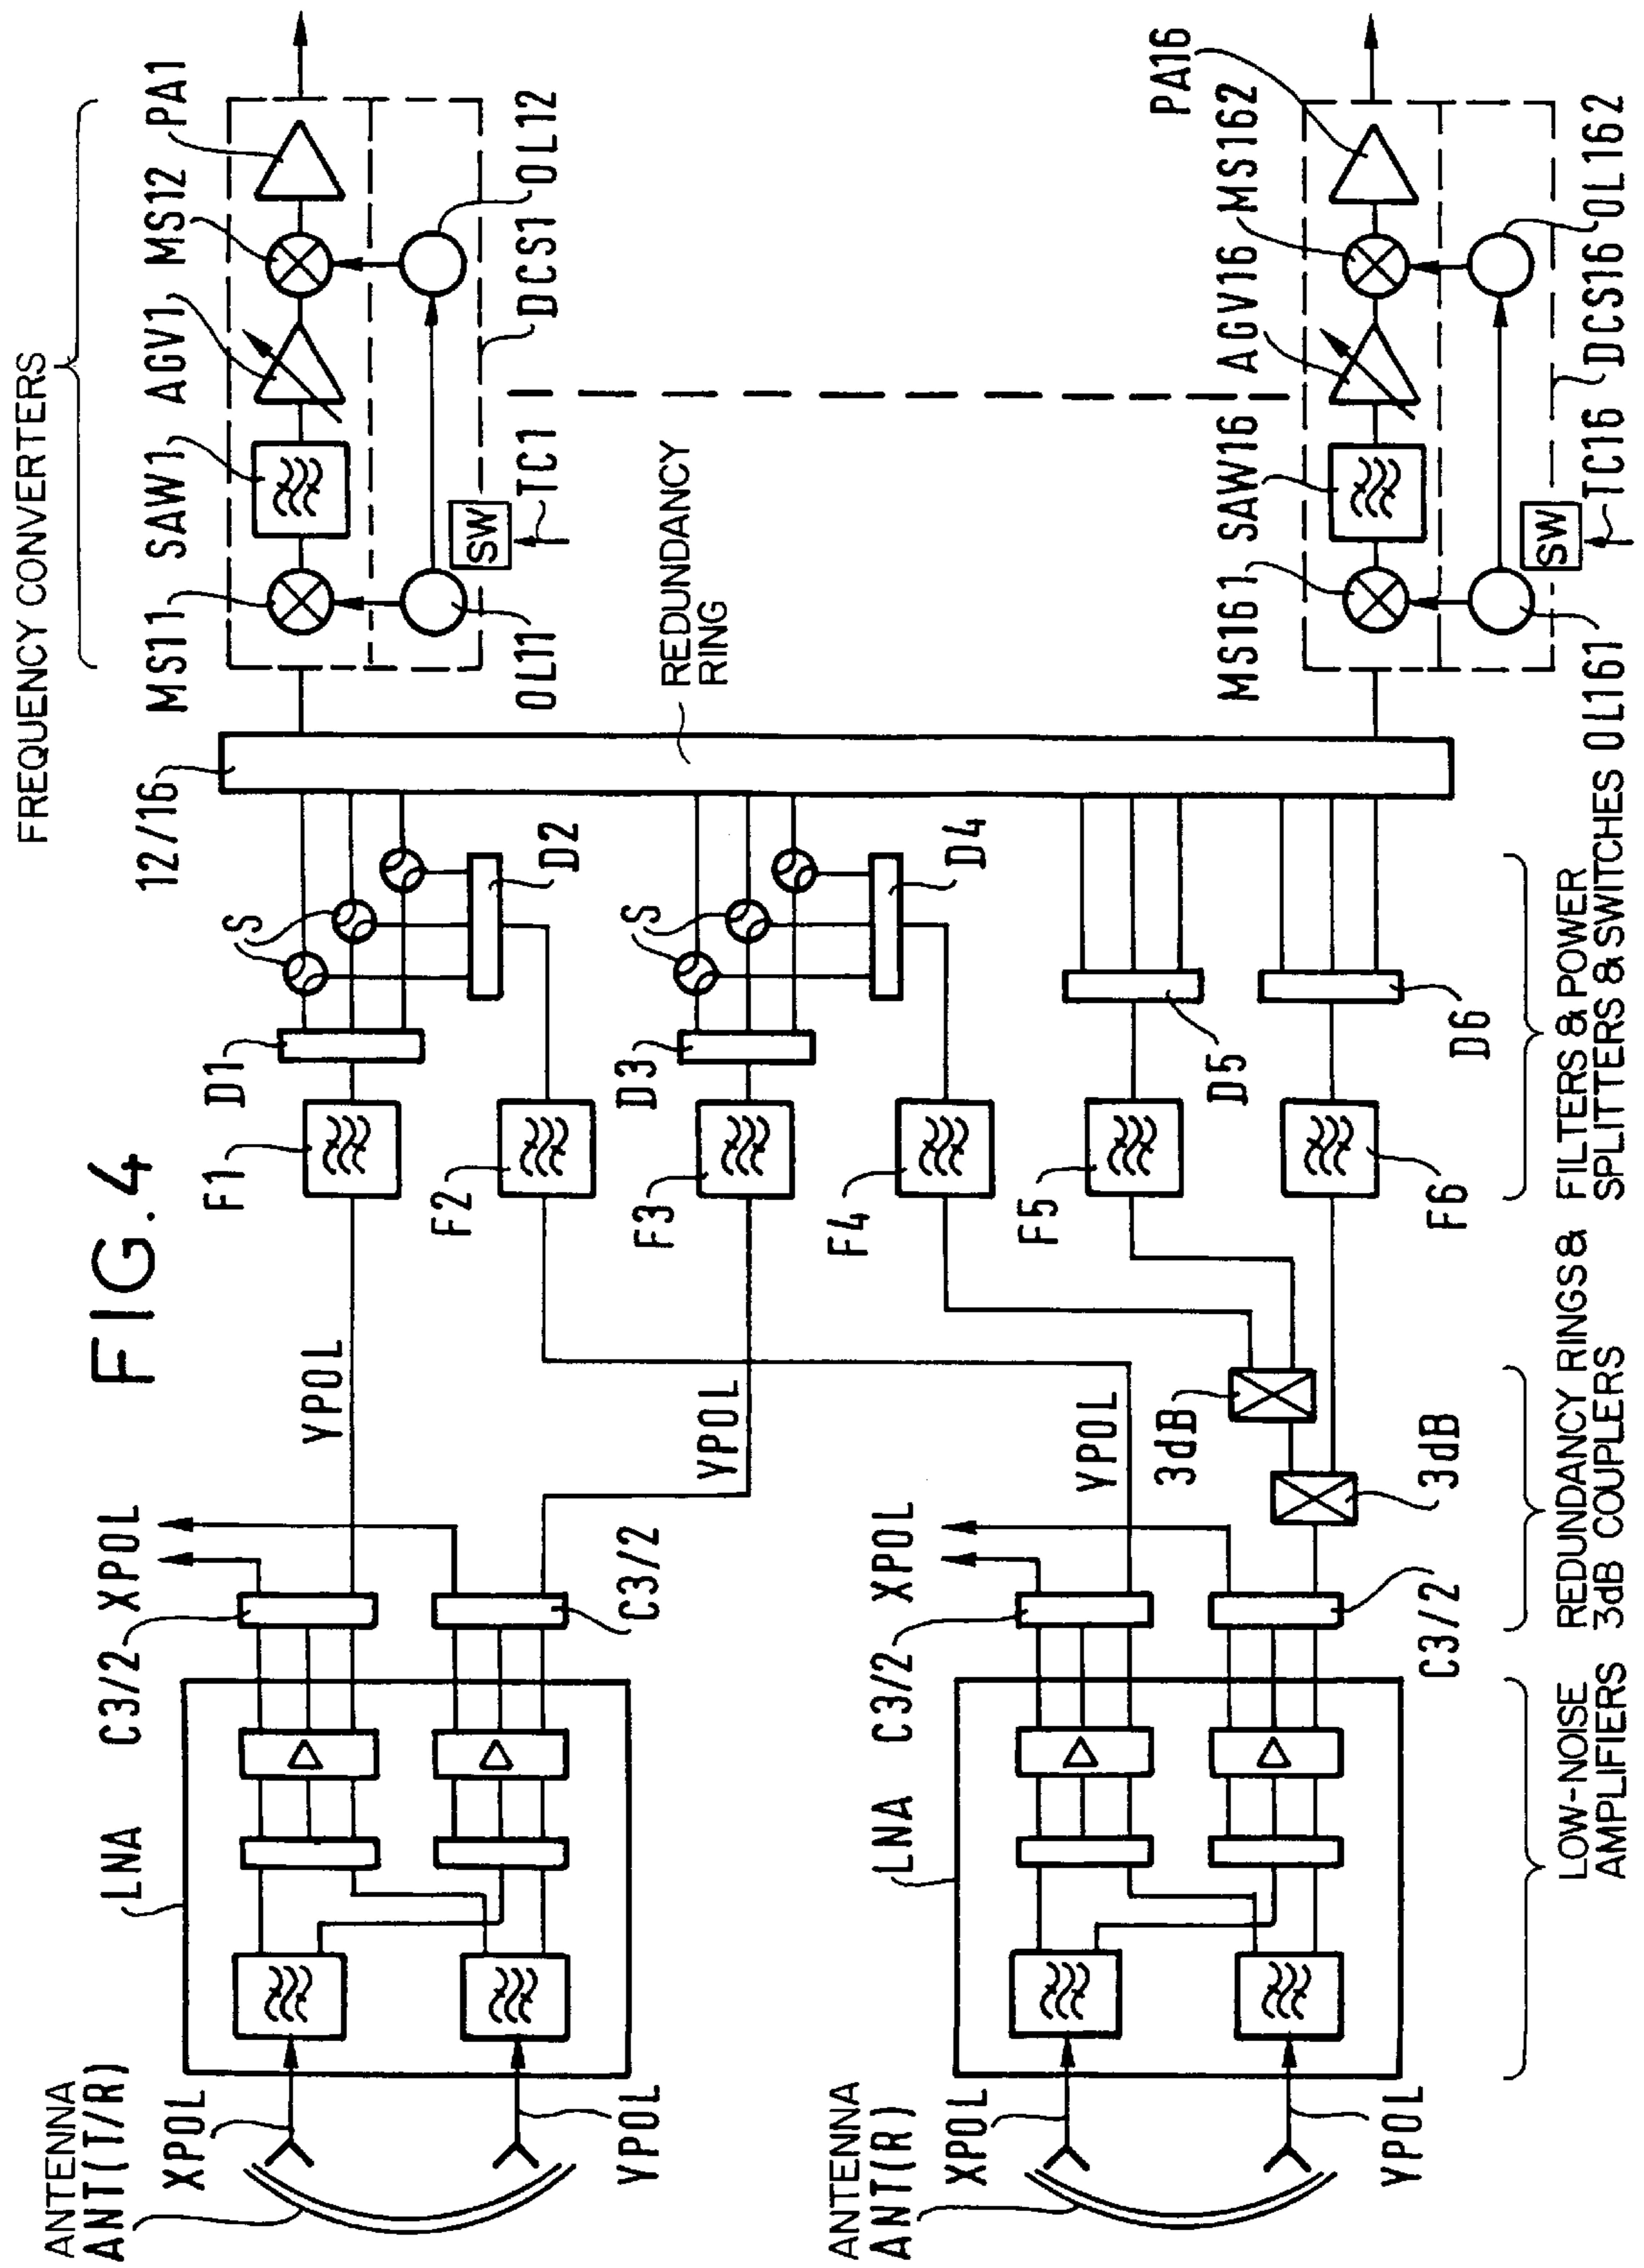 FIG. 4
FREQUENCY CONVERTERS
MS11
SAW1
AGV1
MS12
PA1
OL11
SW
TC1
DCS1
OL12
12/16
REDUNDANCY
RING
MS161
SAW16
AGV16
MS162
PA16
OL161
SW
TC16
DCS16
OL162
ANTENNA
ANT(T/R)
XPOL
YPOL
LNA
C3/2
XPOL
C3/2
YPOL
YPOL
F1
D1
S
D2
F2
F3
D3
S
D4
F4
F5
D5
F6
D6
ANTENNA
ANT(R)
XPOL
YPOL
LNA
C3/2
XPOL
C3/2
YPOL
3dB
3dB
LOW-NOISE
AMPLIFIERS
REDUNDANCY RINGS &
3dB COUPLERS
FILTERS & POWER
SPLITTERS & SWITCHES